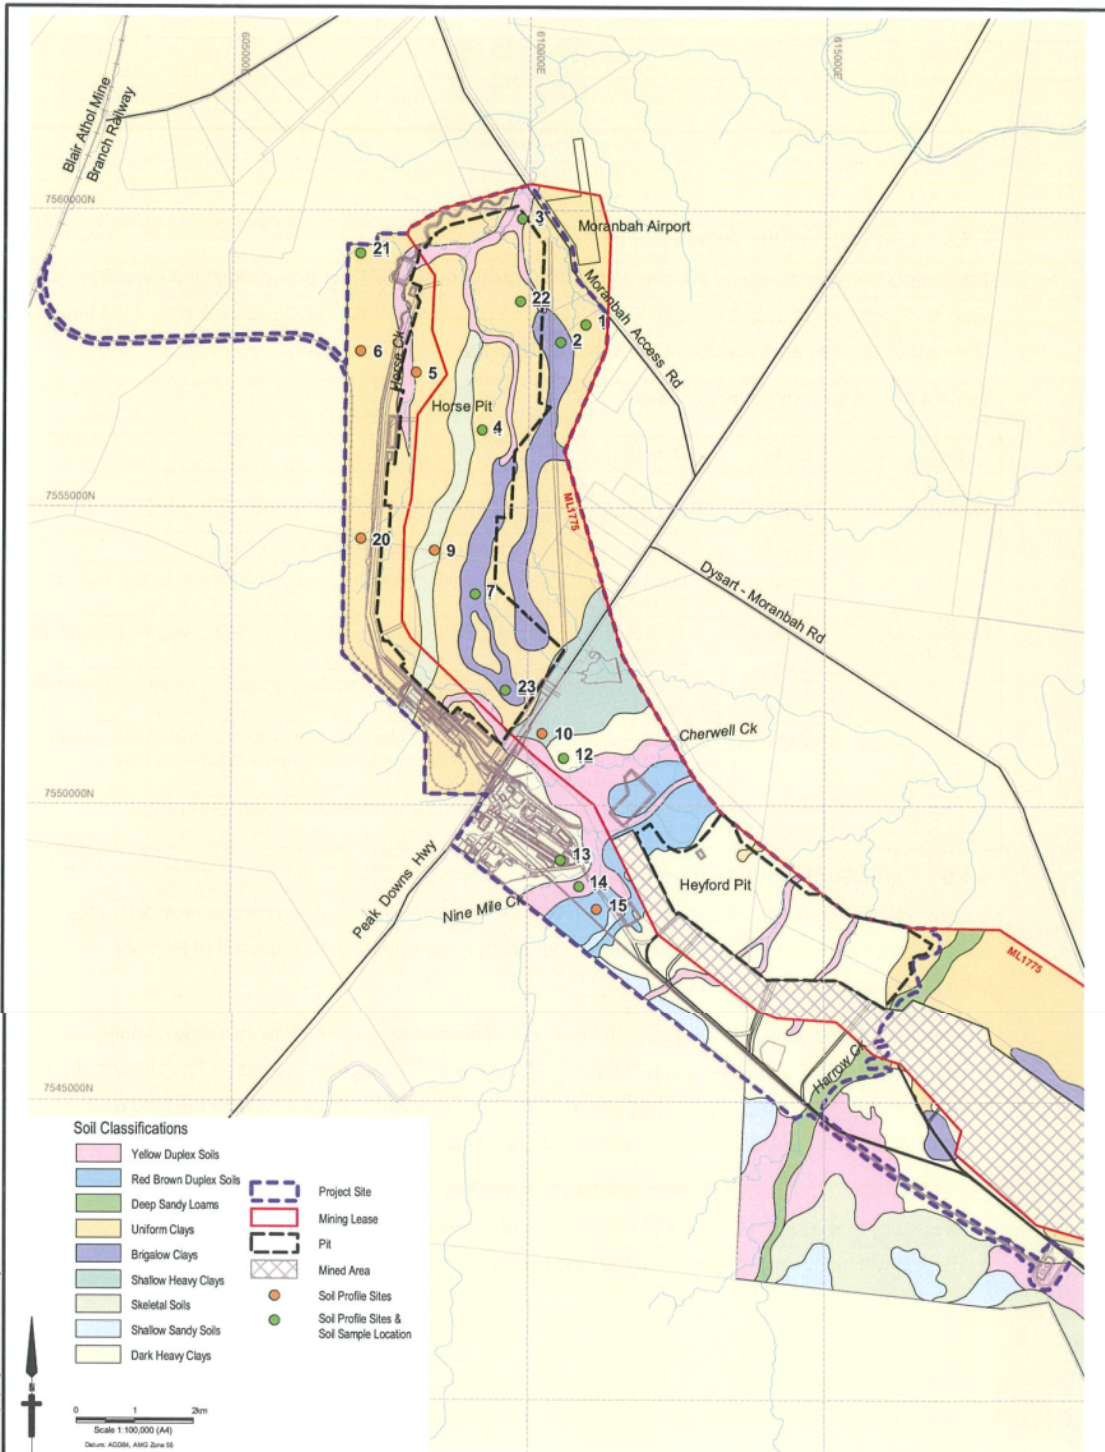 605000E
610000E
615000E
Blair Athol Mine
Branch Railway
7560000N
3
Moranbah Airport
21
22
1
Moranbah Access Rd
2
6
Horse Ck
5
Horse Pit
4
7555000N
ML1775
20
9
Dysart - Moranbah Rd
7
23
10
Cherwell Ck
12
7550000N
13
Heyford Pit
14
Peak Downs Hwy
Nine Mile Ck
15
ML1775
Harrow Ck
7545000N
Soil Classifications
Yellow Duplex Soils
Red Brown Duplex Soils
Deep Sandy Loams
Uniform Clays
Brigalow Clays
Shallow Heavy Clays
Skeletal Soils
Shallow Sandy Soils
Dark Heavy Clays
Project Site
Mining Lease
Pit
Mined Area
Soil Profile Sites
Soil Profile Sites &
Soil Sample Location
N
0 1 2km
Scale 1:100,000 (A4)
Datum: AGD84, AMG Zone 55